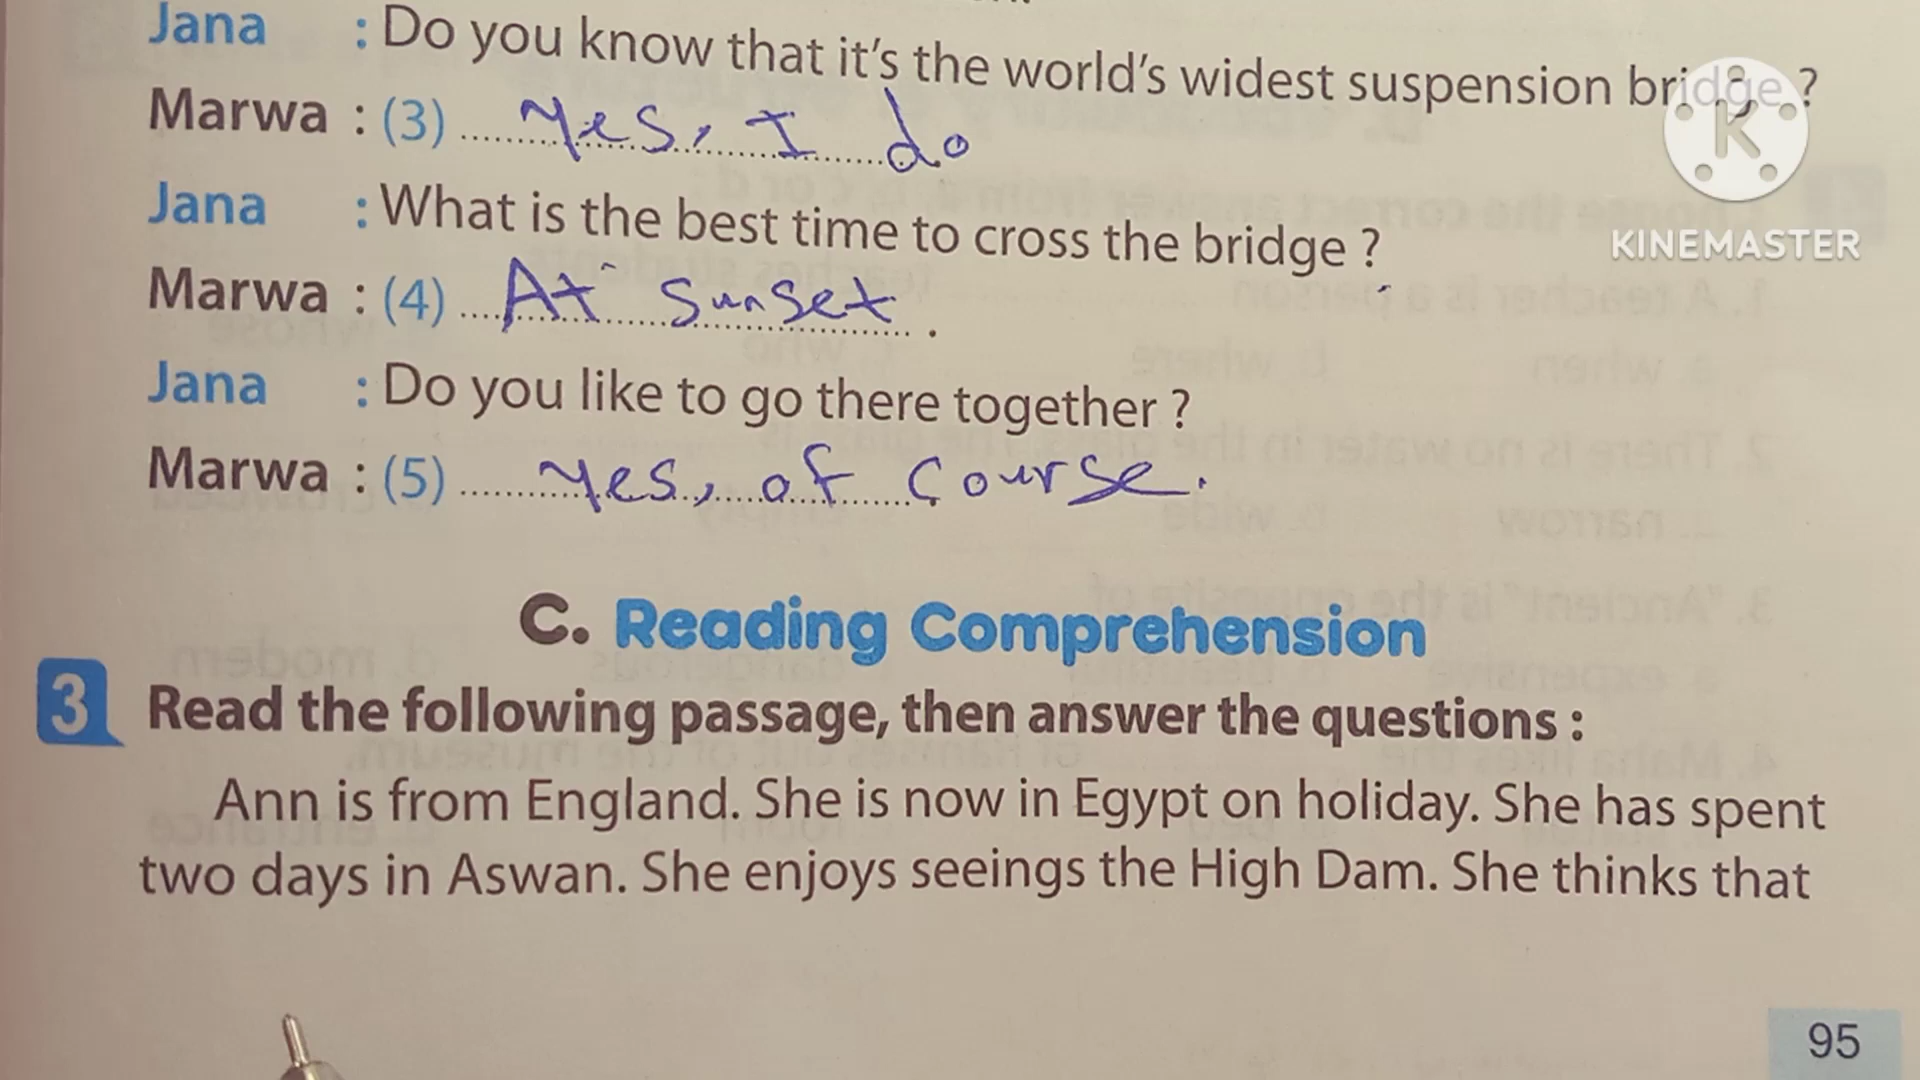 Jana : Do you know that it's the world's widest suspension bridge ?
Marwa : (3) Yes, I do
Jana : What is the best time to cross the bridge ?
Marwa : (4) At sunset .
Jana : Do you like to go there together ?
Marwa : (5) Yes, of course.
K
KINEMASTER
C. Reading Comprehension
3 Read the following passage, then answer the questions :
Ann is from England. She is now in Egypt on holiday. She has spent
two days in Aswan. She enjoys seeings the High Dam. She thinks that
95